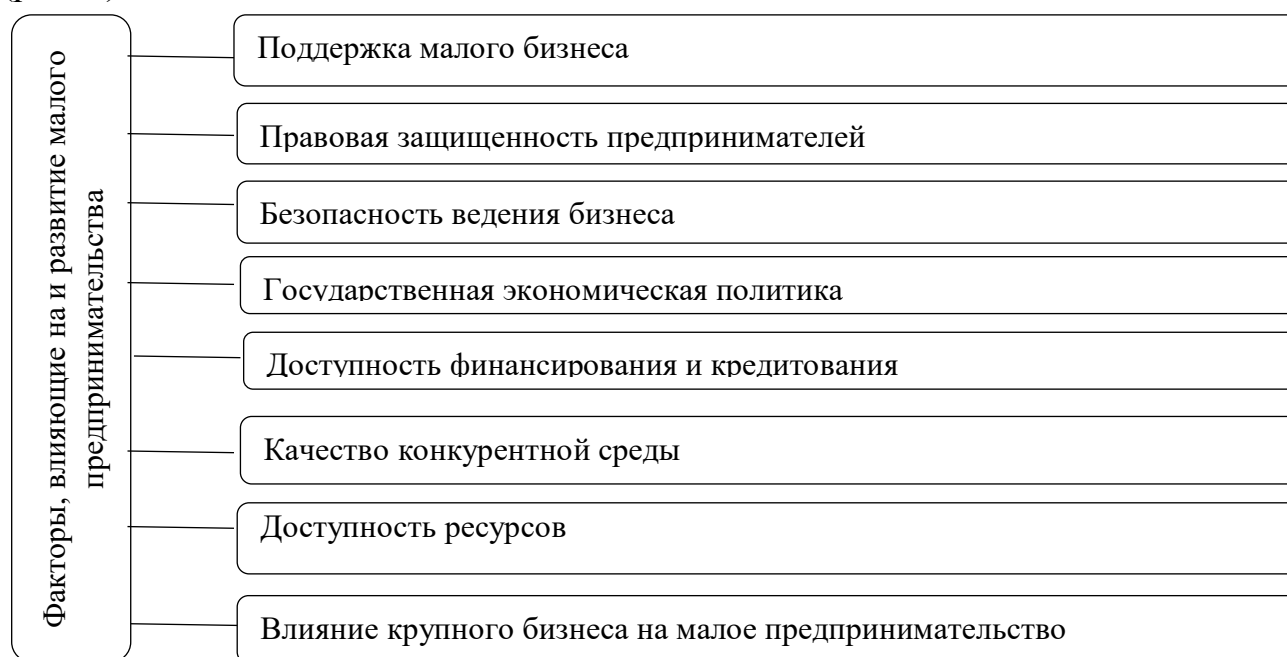 Факторы, влияющие на и развитие малого
предпринимательства
Поддержка малого бизнеса
Правовая защищенность предпринимателей
Безопасность ведения бизнеса
Государственная экономическая политика
Доступность финансирования и кредитования
Качество конкурентной среды
Доступность ресурсов
Влияние крупного бизнеса на малое предпринимательство